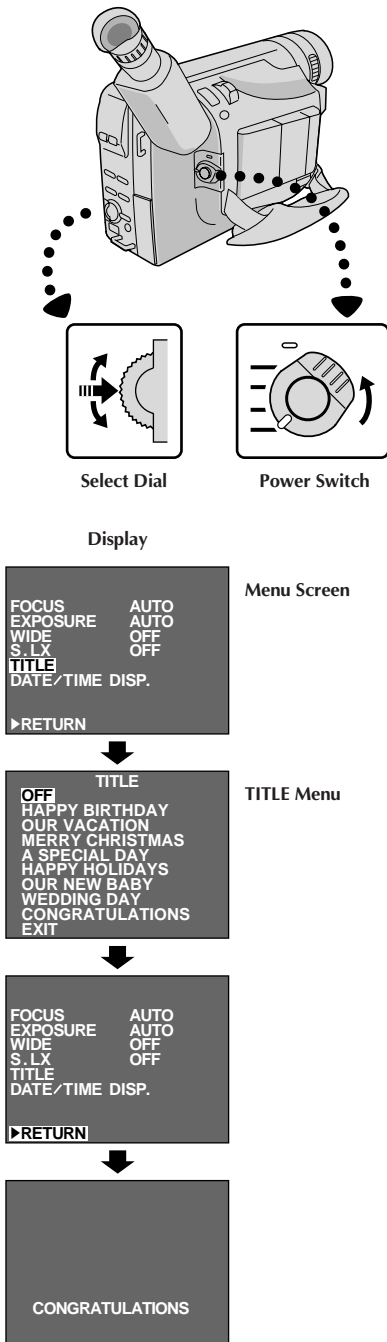 Select Dial
Power Switch
Display
Menu Screen
FOCUS AUTO
EXPOSURE AUTO
WIDE OFF
S.LX OFF
TITLE
DATE/TIME DISP.
▶RETURN
TITLE Menu
TITLE
OFF
HAPPY BIRTHDAY
OUR VACATION
MERRY CHRISTMAS
A SPECIAL DAY
HAPPY HOLIDAYS
OUR NEW BABY
WEDDING DAY
CONGRATULATIONS
EXIT
FOCUS AUTO
EXPOSURE AUTO
WIDE OFF
S.LX OFF
TITLE
DATE/TIME DISP.
▶RETURN
CONGRATULATIONS